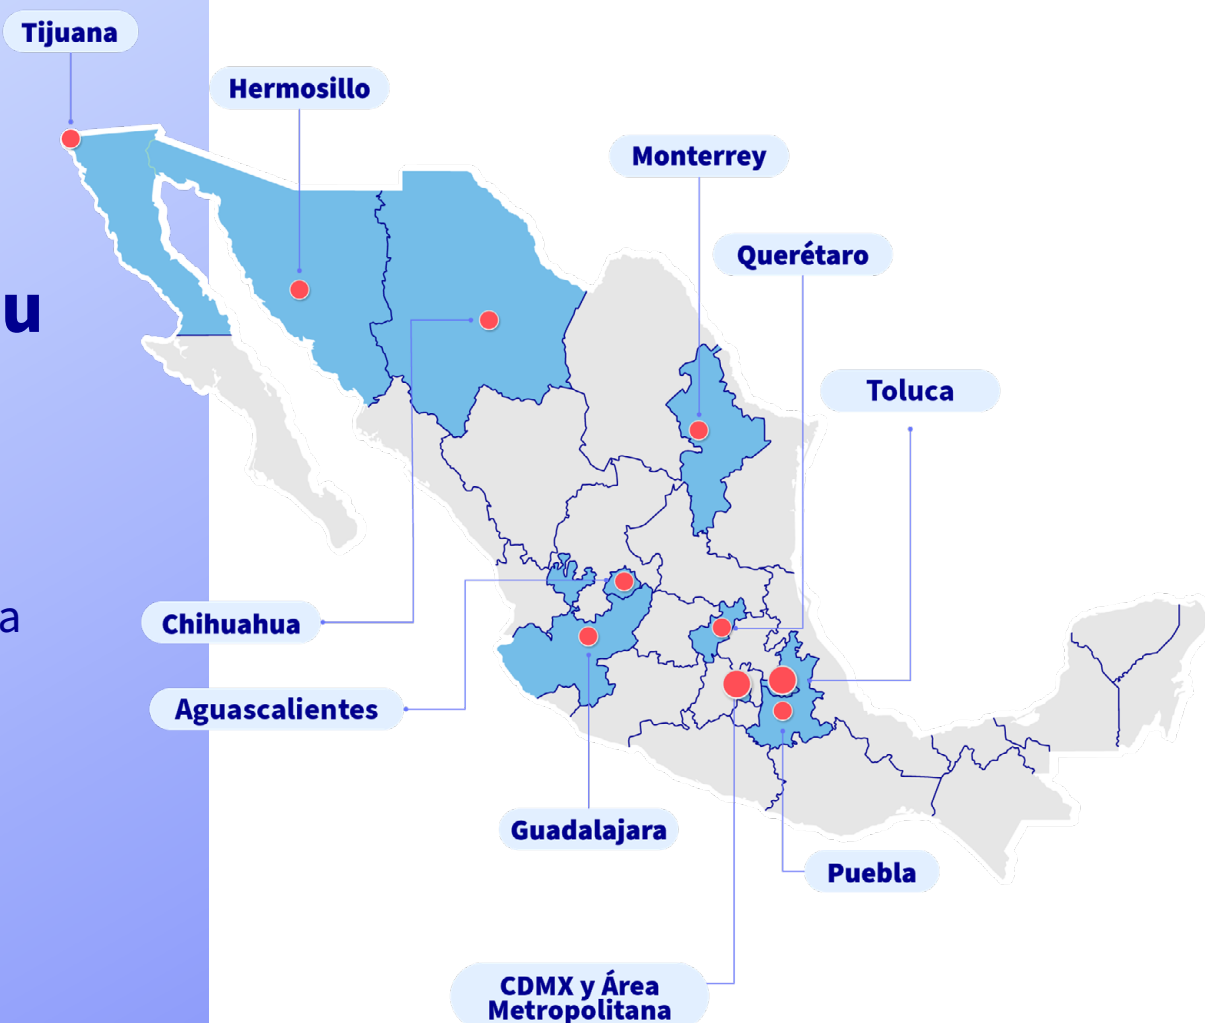 Tijuana
Hermosillo
Monterrey
Querétaro
u
Toluca
a
Chihuahua
Aguascalientes
Guadalajara
Puebla
CDMX y Área
Metropolitana